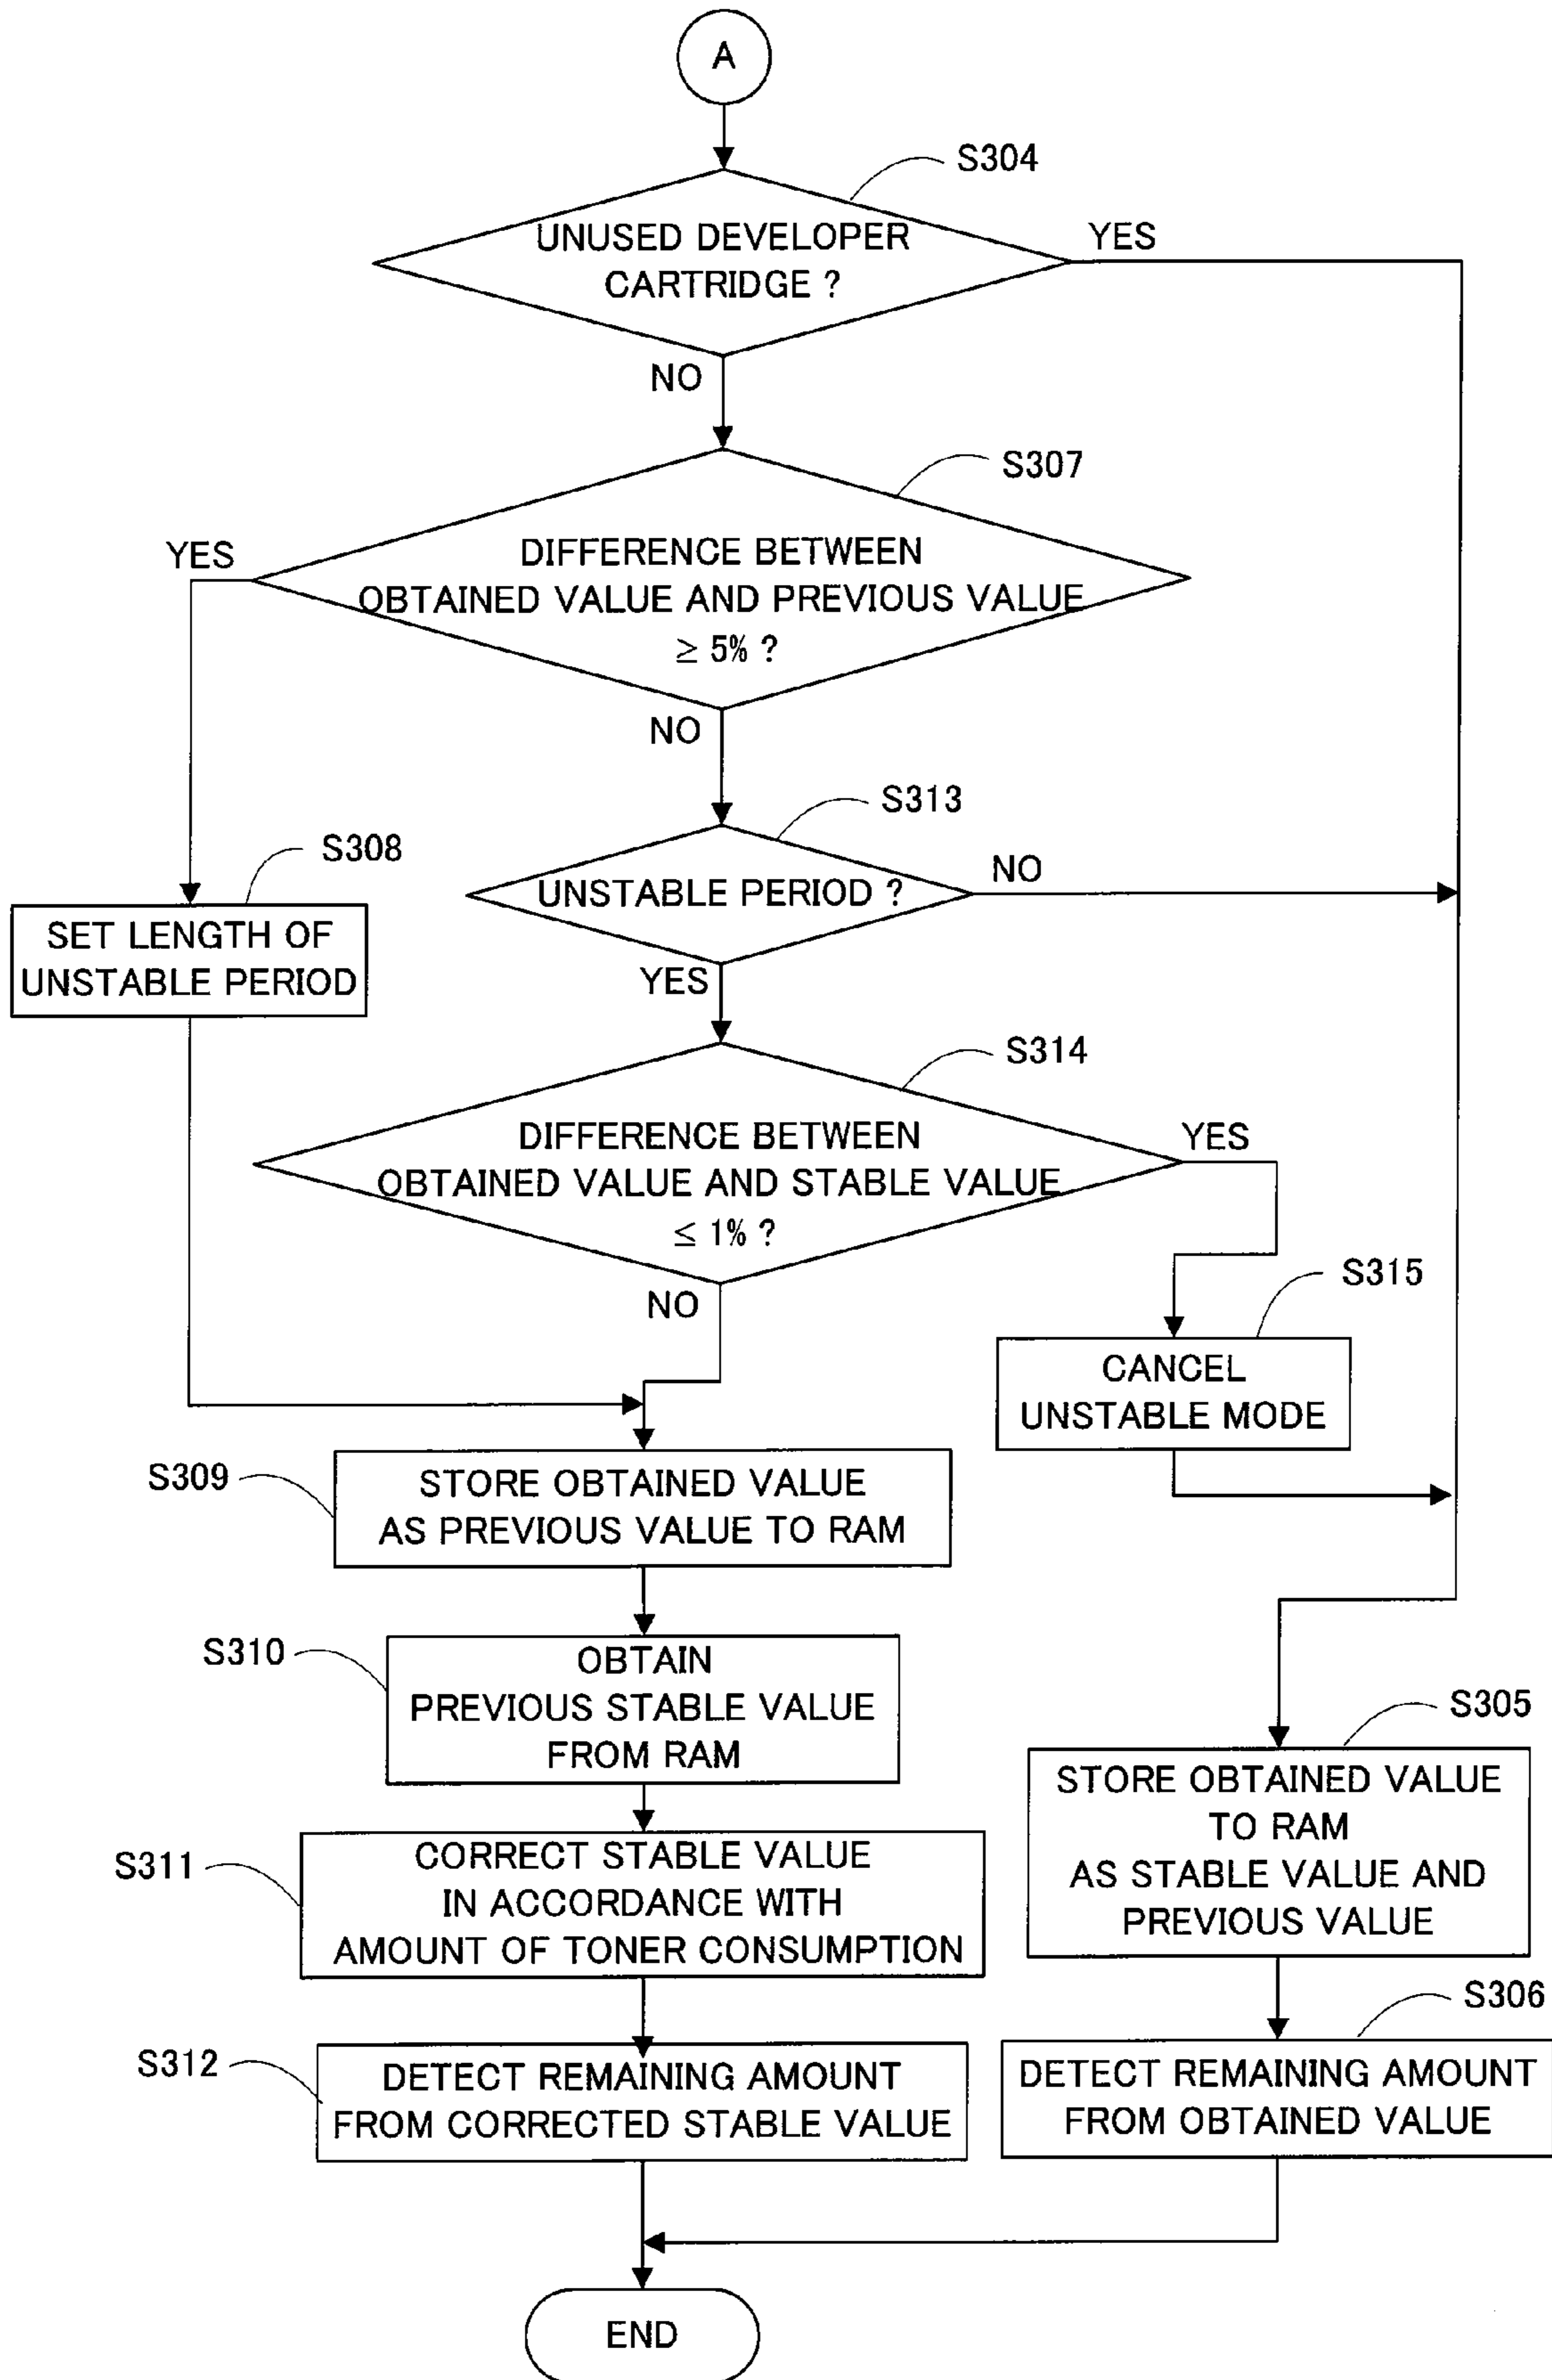 A
S304
UNUSED DEVELOPER
CARTRIDGE ?
YES
NO
S307
YES
DIFFERENCE BETWEEN
OBTAINED VALUE AND PREVIOUS VALUE
≥ 5% ?
NO
S313
S308
UNSTABLE PERIOD ?
NO
SET LENGTH OF
UNSTABLE PERIOD
YES
S314
DIFFERENCE BETWEEN
OBTAINED VALUE AND STABLE VALUE
≤ 1% ?
YES
NO
S315
CANCEL
UNSTABLE MODE
S309
STORE OBTAINED VALUE
AS PREVIOUS VALUE TO RAM
S310
OBTAIN
PREVIOUS STABLE VALUE
FROM RAM
S305
STORE OBTAINED VALUE
TO RAM
AS STABLE VALUE AND
PREVIOUS VALUE
S311
CORRECT STABLE VALUE
IN ACCORDANCE WITH
AMOUNT OF TONER CONSUMPTION
S306
DETECT REMAINING AMOUNT
FROM OBTAINED VALUE
S312
DETECT REMAINING AMOUNT
FROM CORRECTED STABLE VALUE
END